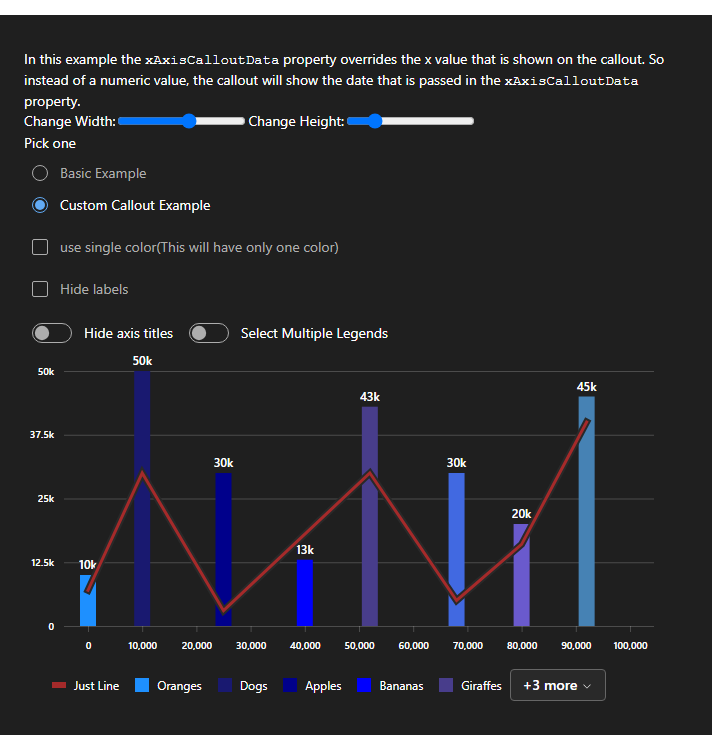 In this example the xAxisCalloutData property overrides the x value that is shown on the callout. So
instead of a numeric value, the callout will show the date that is passed in the xAxisCalloutData
property.
Change Width: Change Height:
Pick one
Basic Example
Custom Callout Example
use single color(This will have only one color)
Hide labels
Hide axis titles Select Multiple Legends
50k
50k
45k
43k
37.5k
30k 30k
25k
20k
13k
12.5k 10k
0
0 10,000 20,000 30,000 40,000 50,000 60,000 70,000 80,000 90,000 100,000
Just Line Oranges Dogs Apples Bananas Giraffes +3 more